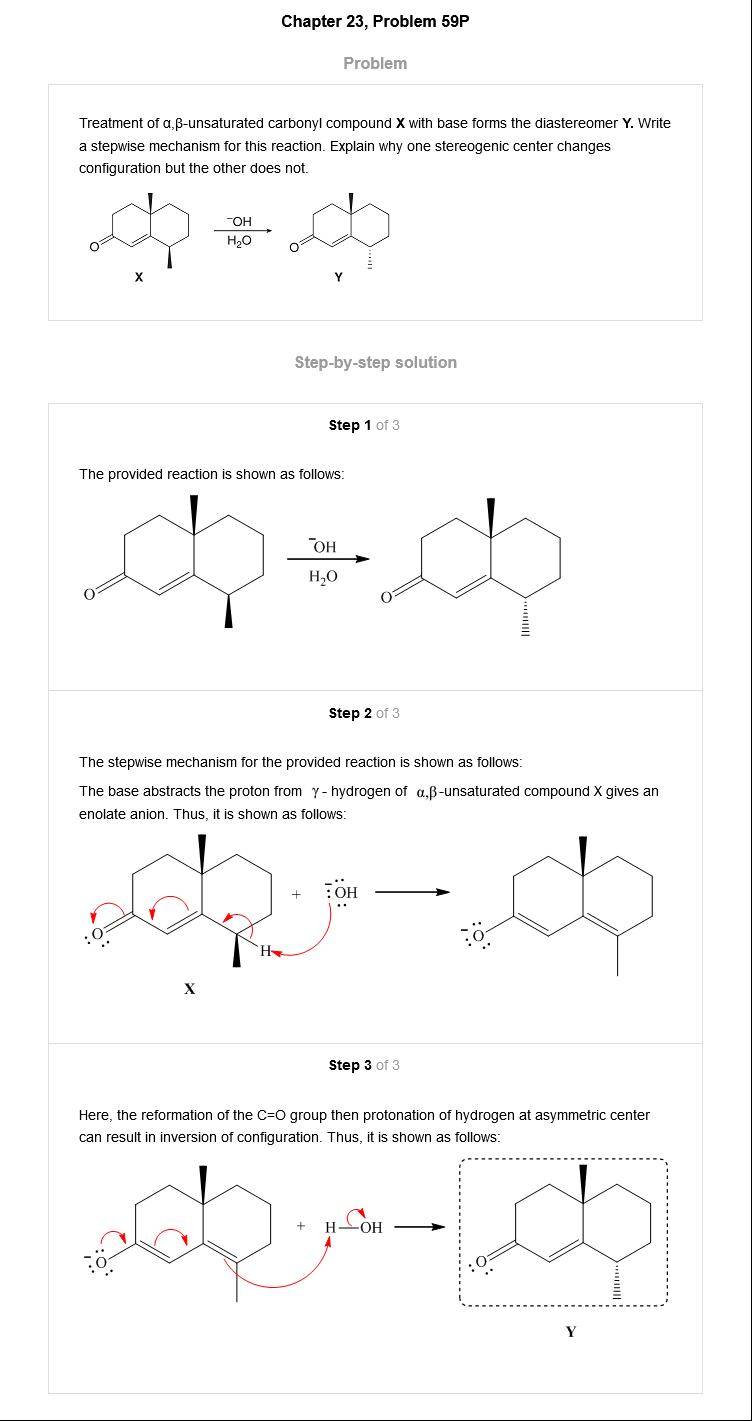 Chapter 23, Problem 59P
Problem
Treatment of α,β-unsaturated carbonyl compound X with base forms the diastereomer Y. Write
a stepwise mechanism for this reaction. Explain why one stereogenic center changes
configuration but the other does not.
⁻OH
H₂O
O
O
X
Y
Step-by-step solution
Step 1 of 3
The provided reaction is shown as follows:
⁻OH
H₂O
O
O
Step 2 of 3
The stepwise mechanism for the provided reaction is shown as follows:
The base abstracts the proton from γ - hydrogen of α,β-unsaturated compound X gives an
enolate anion. Thus, it is shown as follows:
+ ⁻:OH
:O
H
⁻:O
X
Step 3 of 3
Here, the reformation of the C=O group then protonation of hydrogen at asymmetric center
can result in inversion of configuration. Thus, it is shown as follows:
+ H—OH
⁻:O
:O
Y